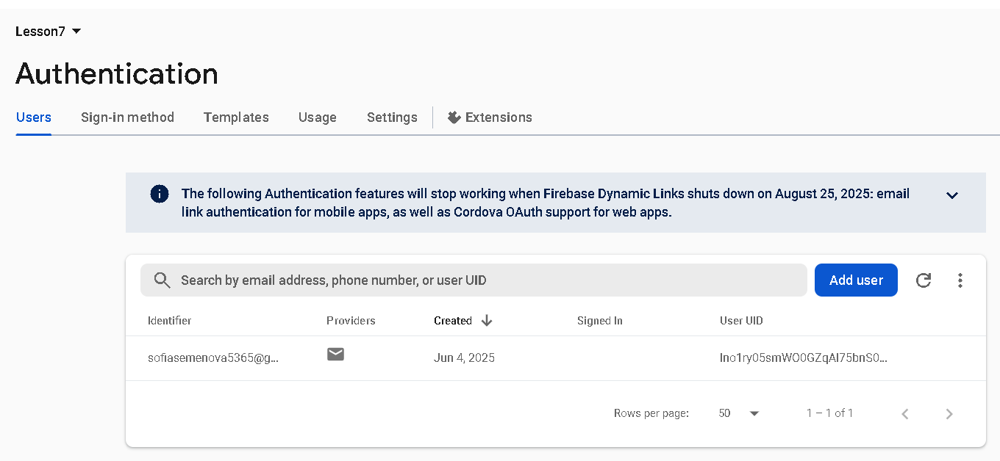 Lesson7
Authentication
Users Sign-in method Templates Usage Settings Extensions
The following Authentication features will stop working when Firebase Dynamic Links shuts down on August 25, 2025: email
link authentication for mobile apps, as well as Cordova OAuth support for web apps.
Search by email address, phone number, or user UID Add user
Identifier Providers Created Signed In User UID
sofiasemenova5365@g... Jun 4, 2025 lno1ry05smWO0GZqAl75bnS0...
Rows per page: 50 1 – 1 of 1